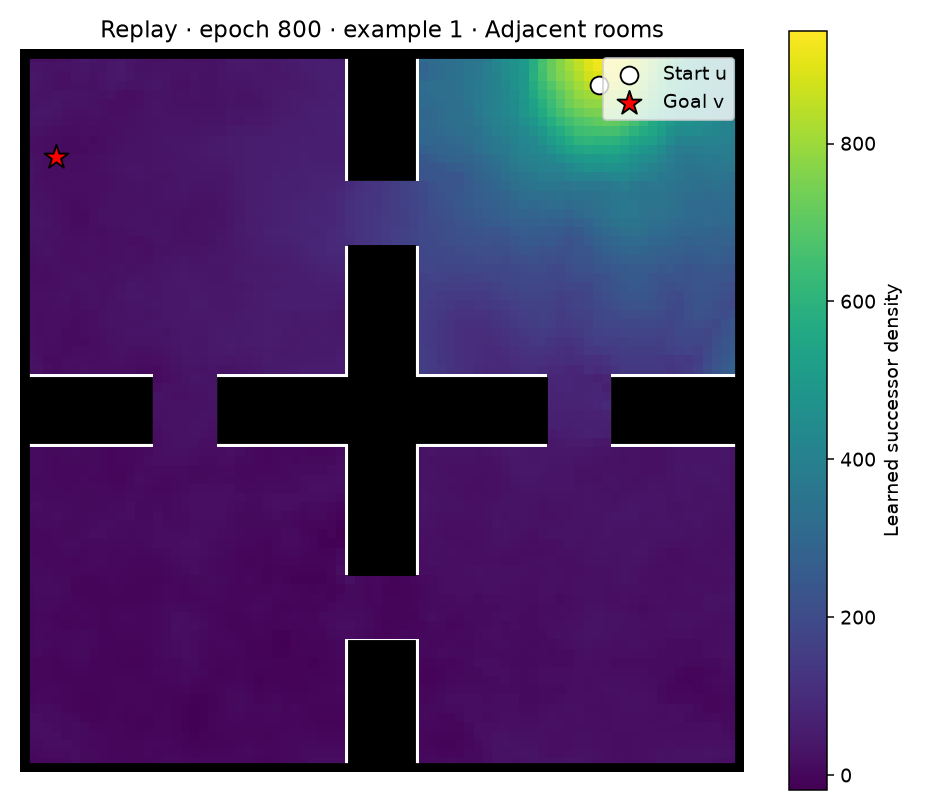 Replay · epoch 800 · example 1 · Adjacent rooms
Start u
Goal v
800
600
400
200
0
Learned successor density